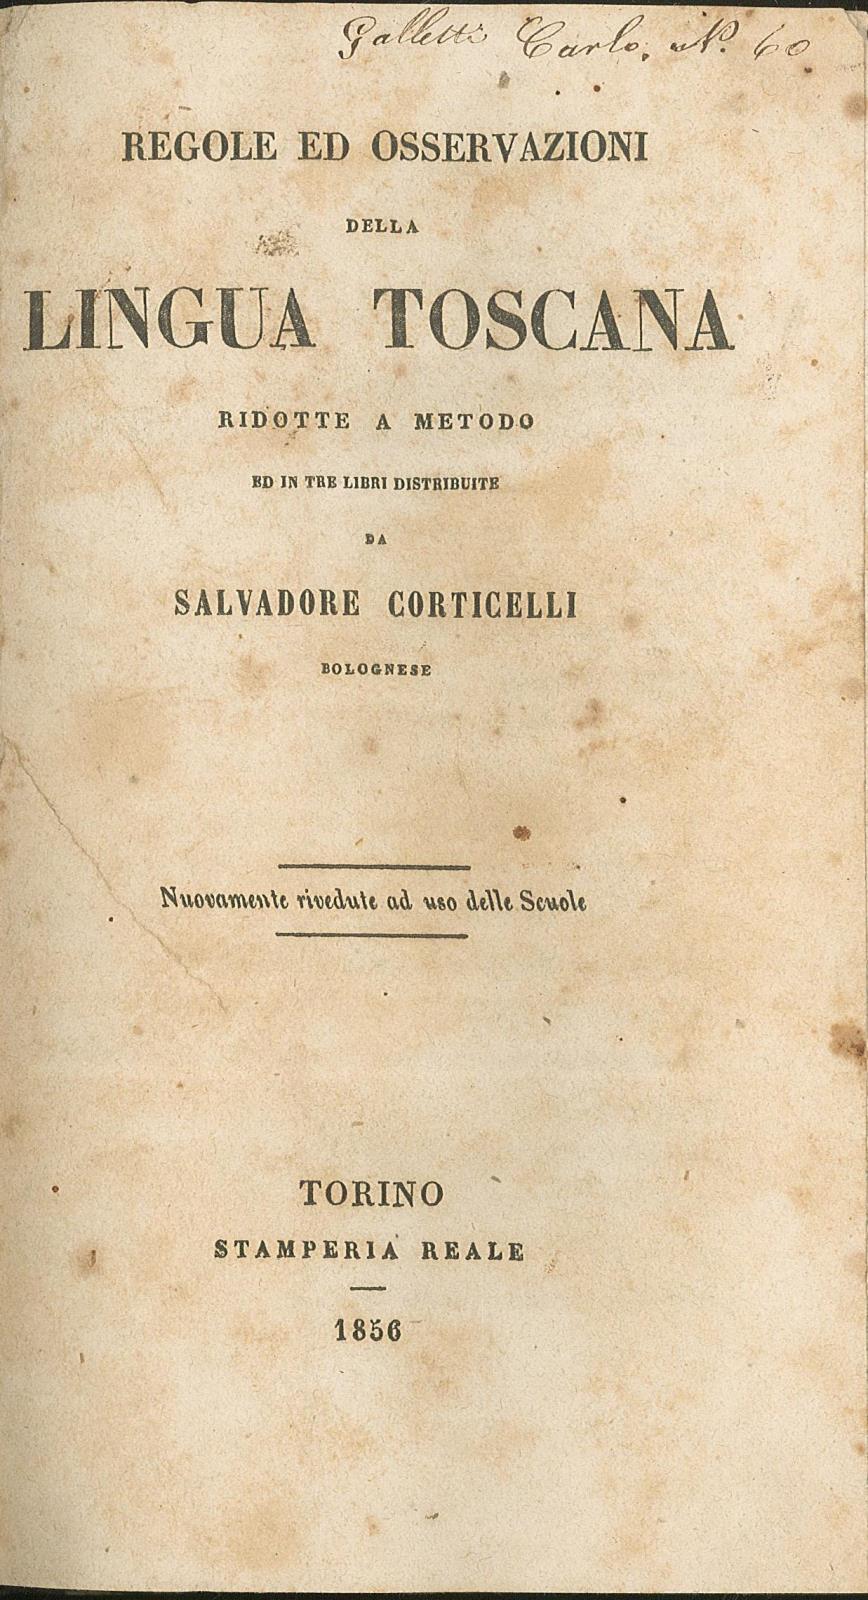 Galletti Carlo. N. 60
REGOLE ED OSSERVAZIONI
DELLA
LINGUA TOSCANA
RIDOTTE A METODO
ED IN TRE LIBRI DISTRIBUITE
DA
SALVADORE CORTICELLI
BOLOGNESE
Nuovamente rivedute ad uso delle Scuole
TORINO
STAMPERIA REALE
1856